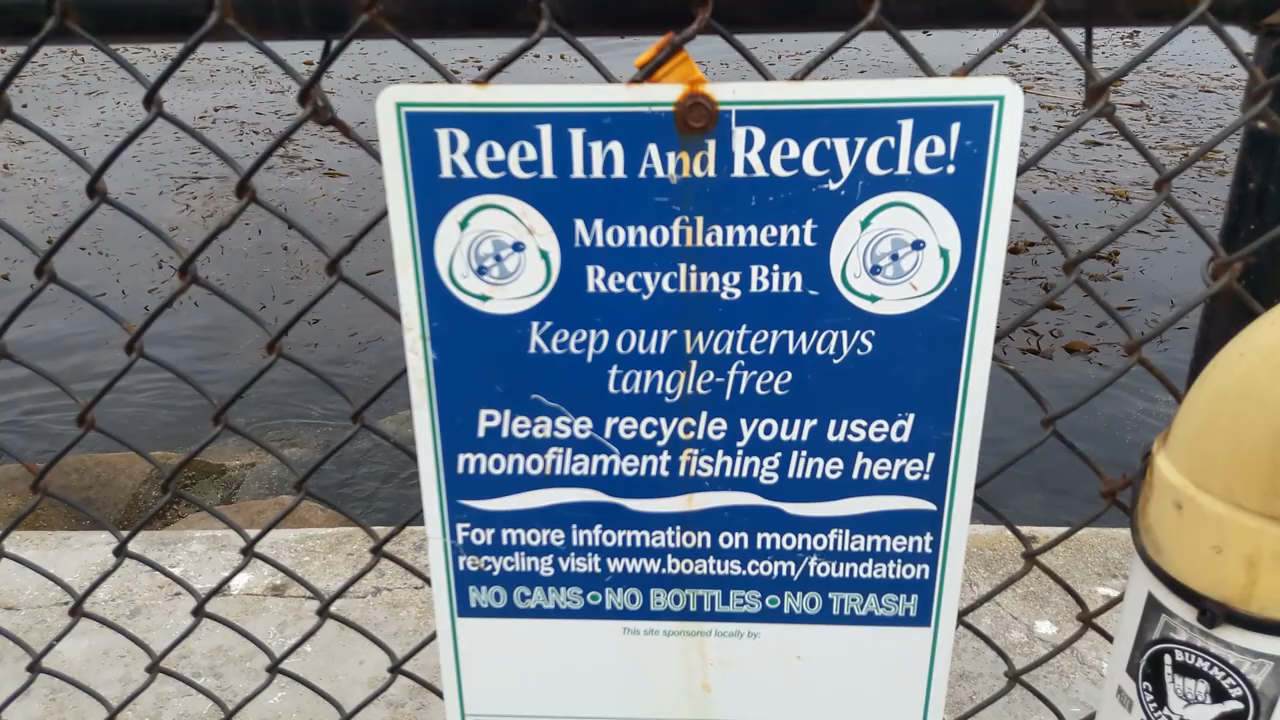 Reel In And Recycle!
Monofilament
Recycling Bin
Keep our waterways
tangle-free
Please recycle your used
monofilament fishing line here!
For more information on monofilament
recycling visit www.boatus.com/foundation
NO CANS • NO BOTTLES • NO TRASH
This site sponsored locally by:
BUMMER